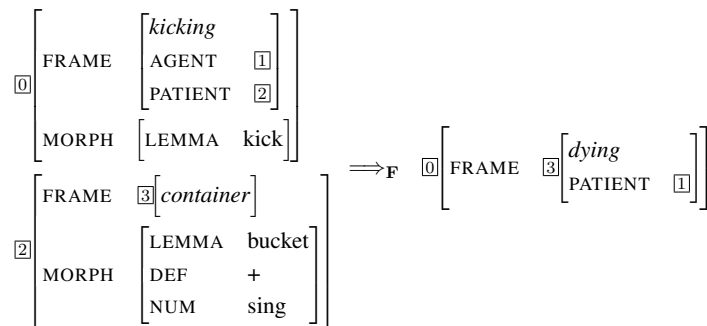 kicking
0 FRAME AGENT 1
PATIENT 2
MORPH LEMMA kick
⟹F 0 FRAME 3 dying
PATIENT 1
FRAME 3 container
2 LEMMA bucket
MORPH DEF +
NUM sing